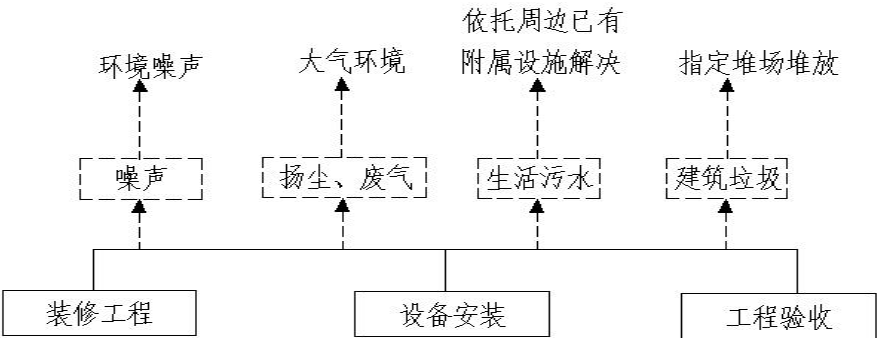 环境噪声
大气环境
依托周边已有
附属设施解决
指定堆场堆放
噪声
扬尘、废气
生活污水
建筑垃圾
装修工程
设备安装
工程验收